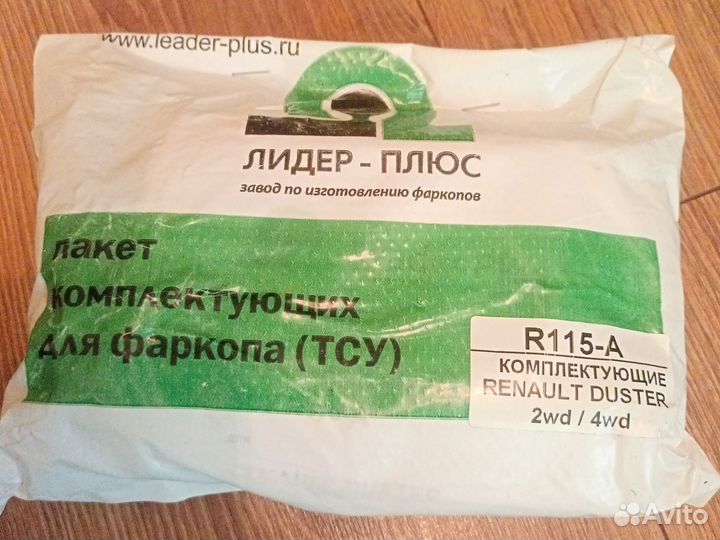 www.leader-plus.ru
ЛИДЕР - ПЛЮС
завод по изготовлению фаркопов
пакет
комплектующих
для фаркопа (ТСУ)
R115-A
КОМПЛЕКТУЮЩИЕ
RENAULT DUSTER
2wd / 4wd
Avito